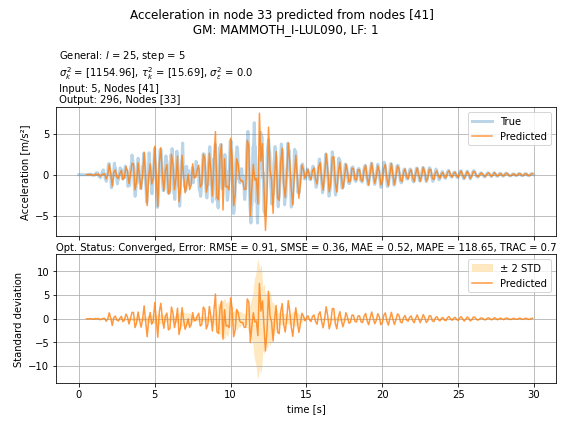 Acceleration in node 33 predicted from nodes [41]
GM: MAMMOTH_I-LUL090, LF: 1
General: l = 25, step = 5
σ²ₖ = [1154.96], τ²ₖ = [15.69], σ²_ε = 0.0
Input: 5, Nodes [41]
Output: 296, Nodes [33]
Acceleration [m/s²]
5
0
−5
True
Predicted
Opt. Status: Converged, Error: RMSE = 0.91, SMSE = 0.36, MAE = 0.52, MAPE = 118.65, TRAC = 0.7
Standard deviation
10
5
0
−5
−10
± 2 STD
Predicted
0 5 10 15 20 25 30
time [s]